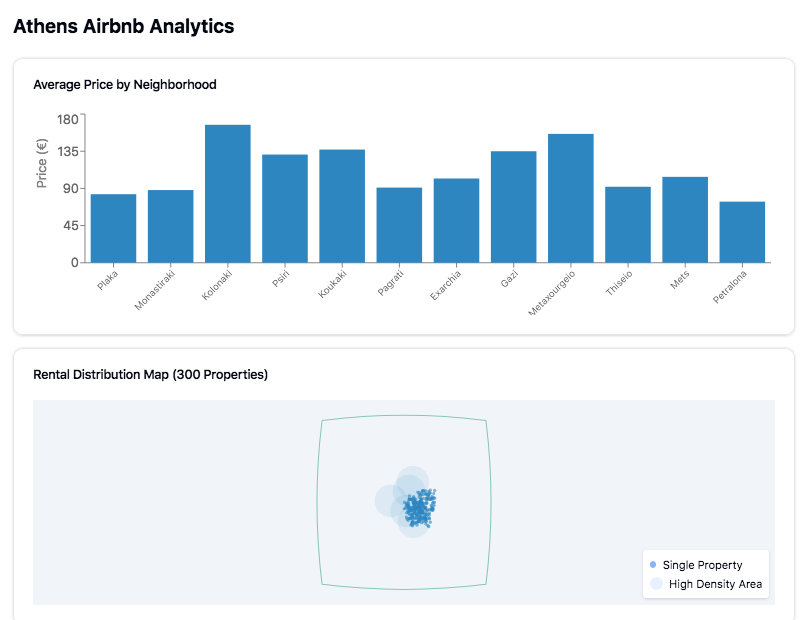 Athens Airbnb Analytics
Average Price by Neighborhood
180
135
90
45
0
Price (€)
Plaka
Monastiraki
Kolonaki
Psiri
Koukaki
Pagrati
Exarchia
Gazi
Metaxourgeio
Thiseio
Mets
Petralona
Rental Distribution Map (300 Properties)
Single Property
High Density Area